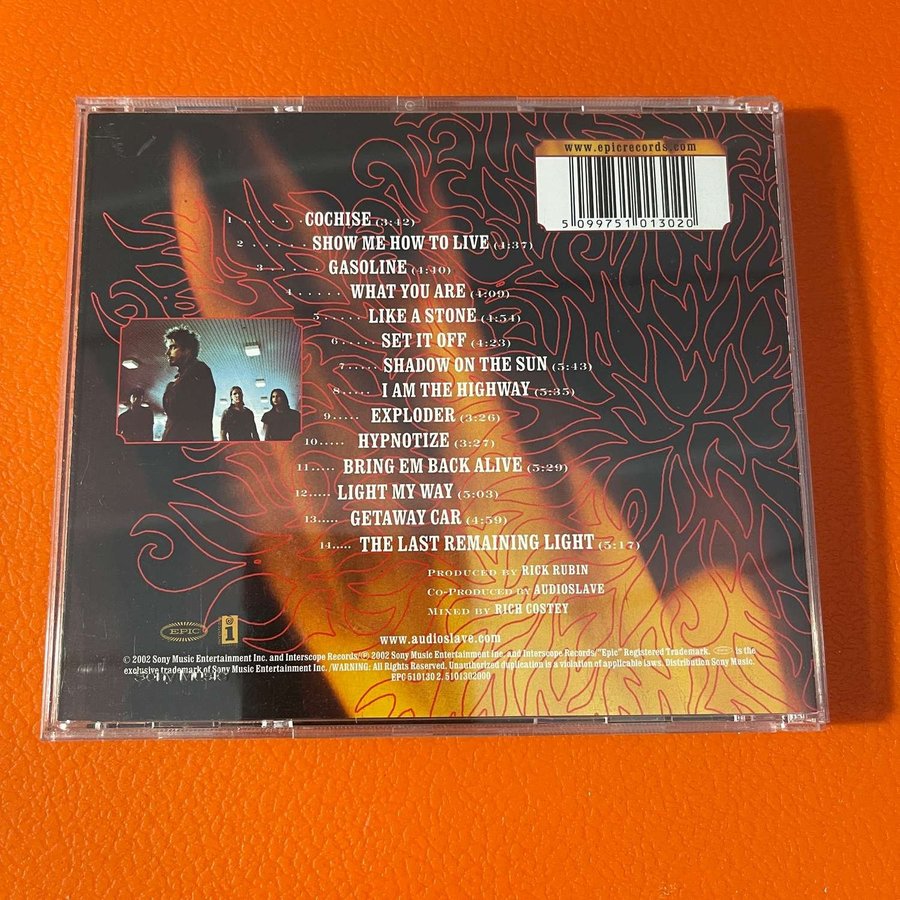 www.epicrecords.com
5 099751 013020
1 . . . . . COCHISE (3:42)
2 . . . . . SHOW ME HOW TO LIVE (4:37)
3 . . . . . GASOLINE (4:40)
4 . . . . . WHAT YOU ARE (4:09)
5 . . . . . LIKE A STONE (4:54)
6 . . . . . SET IT OFF (4:23)
7 . . . . . SHADOW ON THE SUN (5:43)
8 . . . . . I AM THE HIGHWAY (5:35)
9 . . . . . EXPLODER (3:26)
10 . . . . . HYPNOTIZE (3:27)
11 . . . . . BRING EM BACK ALIVE (5:29)
12 . . . . . LIGHT MY WAY (5:03)
13 . . . . . GETAWAY CAR (4:59)
14 . . . . . THE LAST REMAINING LIGHT (5:17)
PRODUCED BY RICK RUBIN
CO-PRODUCED BY AUDIOSLAVE
MIXED BY RICH COSTEY
EPIC
i
www.audioslave.com
© 2002 Sony Music Entertainment Inc. and Interscope Records/℗ 2002 Sony Music Entertainment Inc. and Interscope Records/"Epic" Registered Trademark. is the
exclusive trademark of Sony Music Entertainment Inc. /WARNING: All Rights Reserved. Unauthorized duplication is a violation of applicable laws. Distribution Sony Music.
EPC 510130 2. 5101302000